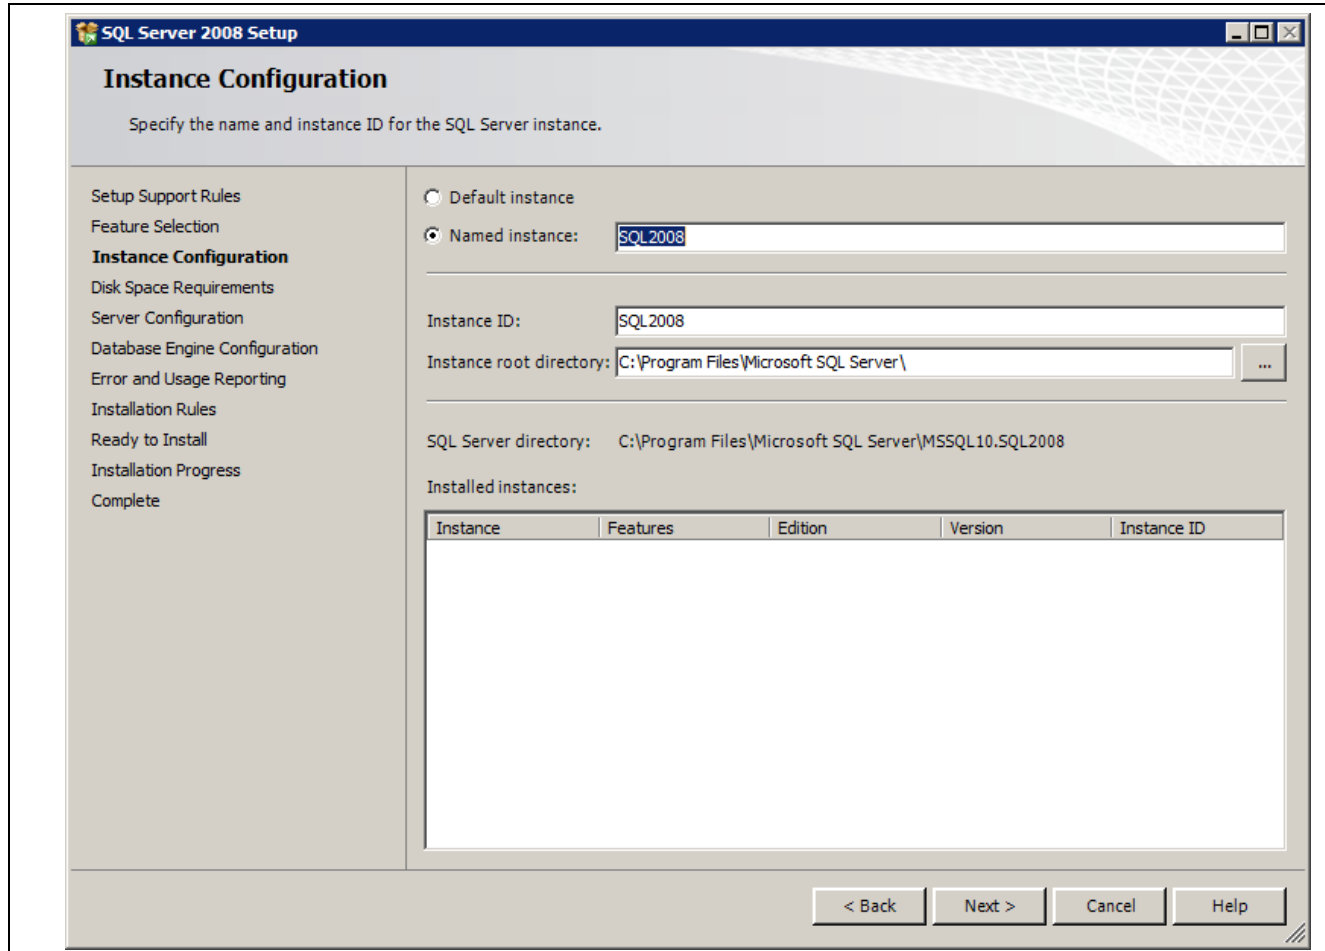 SQL Server 2008 Setup
Instance Configuration
Specify the name and instance ID for the SQL Server instance.
Setup Support Rules
Feature Selection
Instance Configuration
Disk Space Requirements
Server Configuration
Database Engine Configuration
Error and Usage Reporting
Installation Rules
Ready to Install
Installation Progress
Complete
Default instance
Named instance: SQL2008
Instance ID: SQL2008
Instance root directory: C:\Program Files\Microsoft SQL Server\ ...
SQL Server directory: C:\Program Files\Microsoft SQL Server\MSSQL10.SQL2008
Installed instances:
Instance Features Edition Version Instance ID
< Back Next > Cancel Help